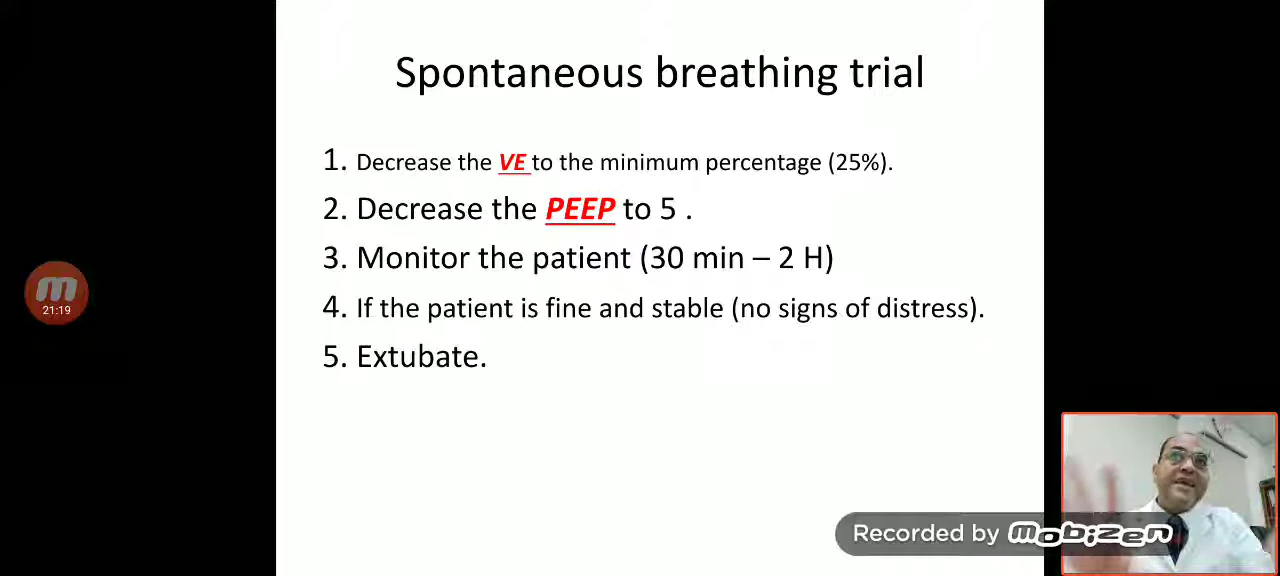 Spontaneous breathing trial
1. Decrease the VE to the minimum percentage (25%).
2. Decrease the PEEP to 5 .
3. Monitor the patient (30 min – 2 H)
4. If the patient is fine and stable (no signs of distress).
5. Extubate.
m
21:19
Recorded by mobizen